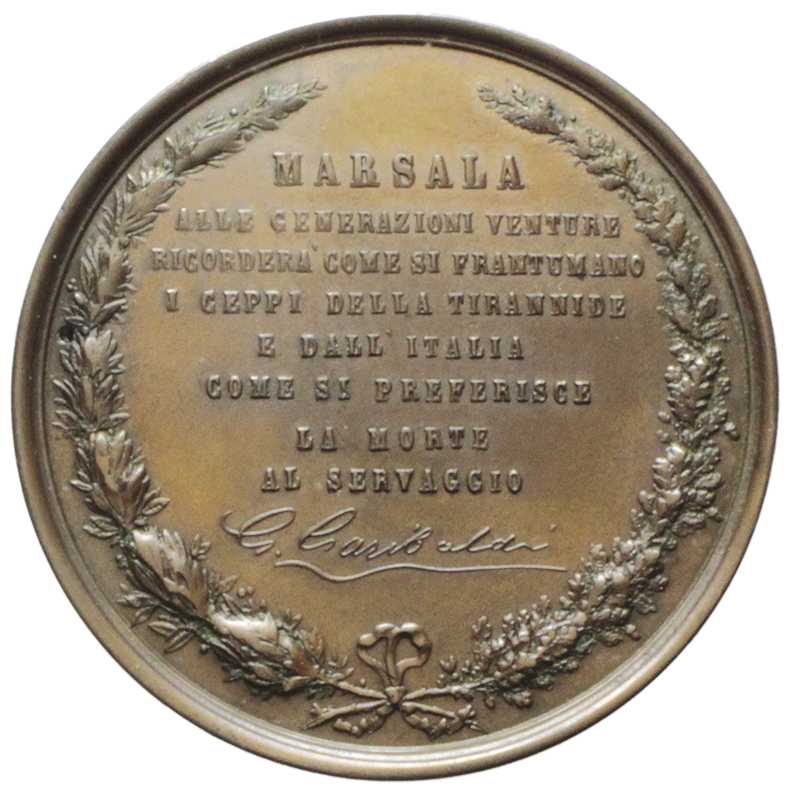 MARSALA
ALLE GENERAZIONI VENTURE
RICORDERA' COME SI FRANTUMANO
I CEPPI DELLA TIRANNIDE
E DALL' ITALIA
COME SI PREFERISCE
LA MORTE
AL SERVAGGIO
G. Garibaldi